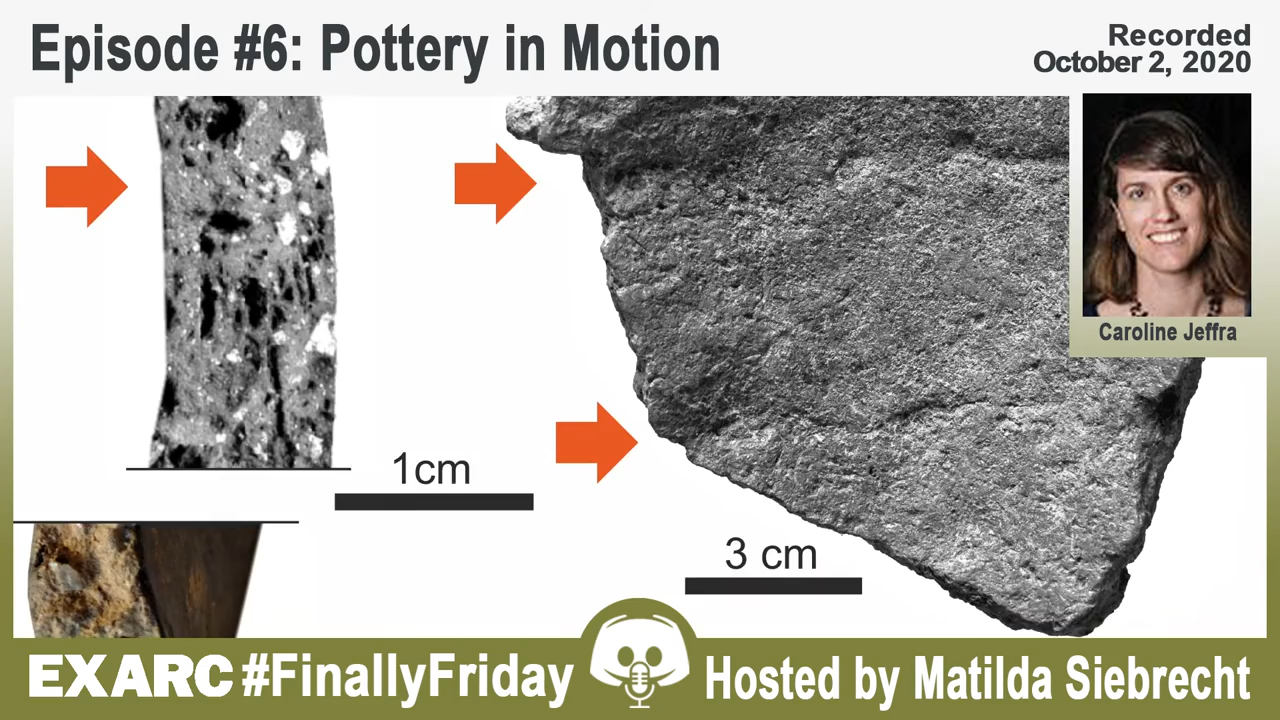 Episode #6: Pottery in Motion
Recorded
October 2, 2020
Caroline Jeffra
1cm
3 cm
EXARC #FinallyFriday
Hosted by Matilda Siebrecht